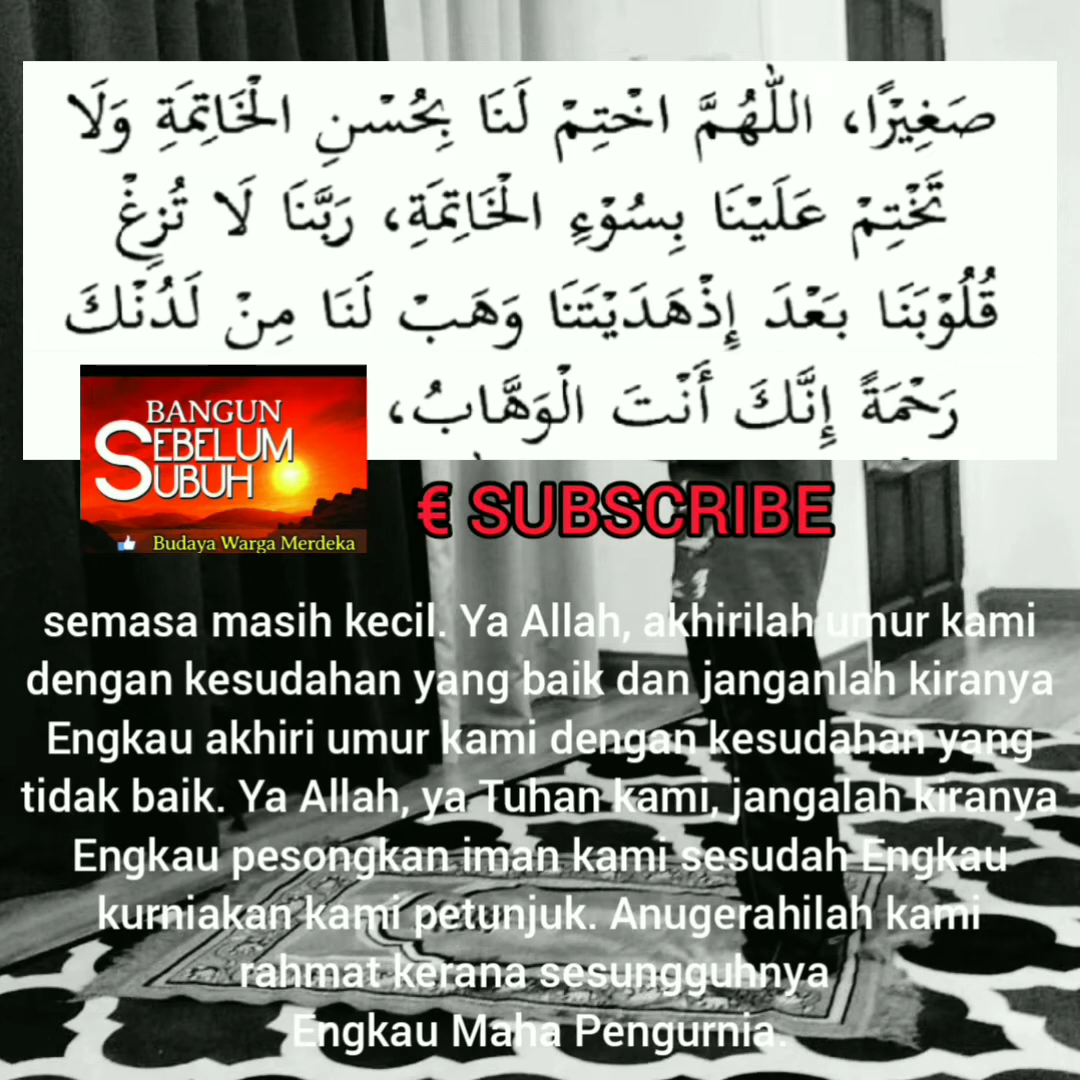 صَغِيْرًا، اللّٰهُمَّ اخْتِمْ لَنَا بِحُسْنِ الْخَاتِمَةِ وَلَا
تَخْتِمْ عَلَيْنَا بِسُوْءِ الْخَاتِمَةِ، رَبَّنَا لَا تُزِغْ
قُلُوْبَنَا بَعْدَ إِذْهَدَيْتَنَا وَهَبْ لَنَا مِنْ لَدُنْكَ
رَحْمَةً إِنَّكَ أَنْتَ الْوَهَّابُ،
BANGUN
SEBELUM
SUBUH
Budaya Warga Merdeka
€ SUBSCRIBE
semasa masih kecil. Ya Allah, akhirilah umur kami
dengan kesudahan yang baik dan janganlah kiranya
Engkau akhiri umur kami dengan kesudahan yang
tidak baik. Ya Allah, ya Tuhan kami, jangalah kiranya
Engkau pesongkan iman kami sesudah Engkau
kurniakan kami petunjuk. Anugerahilah kami
rahmat kerana sesungguhnya
Engkau Maha Pengurnia.